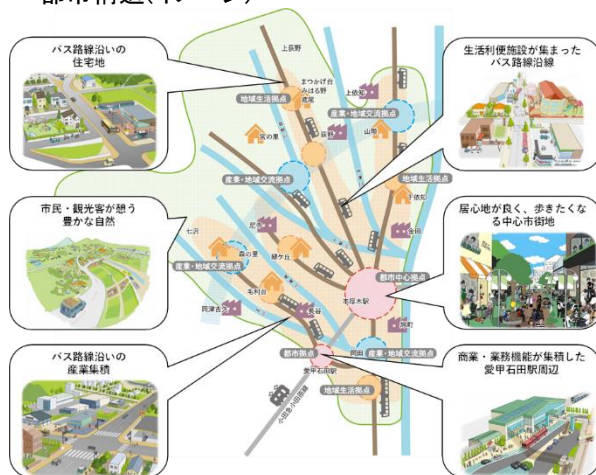 都市構造(イメージ)
バス路線沿いの
住宅地
市民・観光客が憩う
豊かな自然
バス路線沿いの
産業集積
生活利便施設が集まった
バス路線沿線
居心地が良く、歩きたくな
る中心市街地
商業・業務機能が集積した
愛甲石田駅周辺
上荻野
まつかげ台
みはる野
鳶尾
地域生活拠点
上依知
荻野
山際
産業・地域交流拠点
宮の里
産業・地域交流拠点
地域生活拠点
下依知
金田
七沢
尾寺
森の里
緑ケ丘
産業・地域交流拠点
都市中心拠点
本厚木駅
毛利台
岡津古久
長谷
旭町
都市拠点
岡田
産業・地域交流拠点
愛甲石田駅
小田急小田原線
地域生活拠点